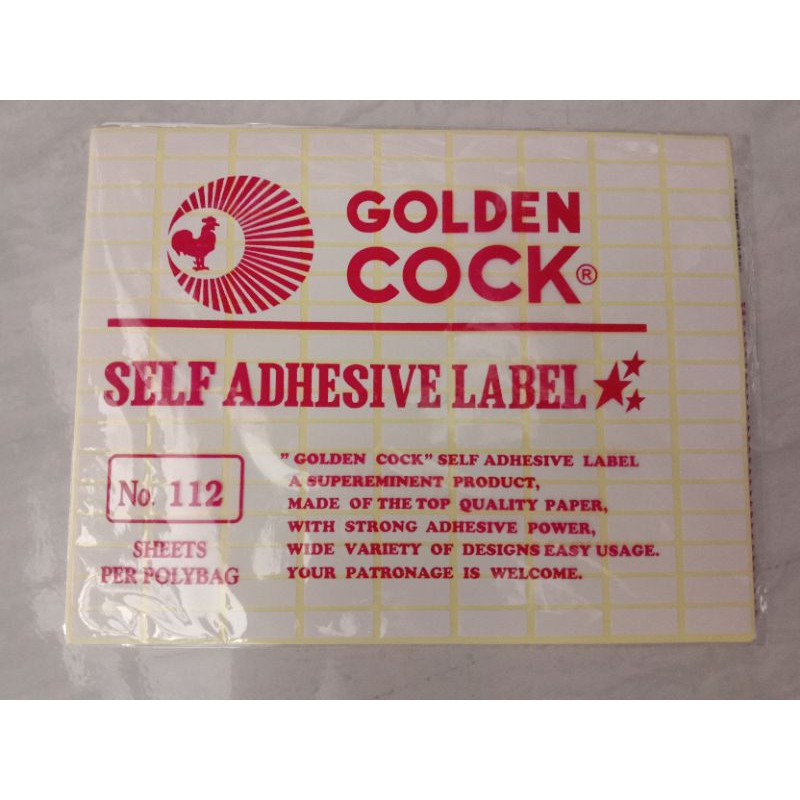 GOLDEN
COCK®
SELF ADHESIVE LABEL
No. 112
SHEETS
PER POLYBAG
" GOLDEN COCK" SELF ADHESIVE LABEL
A SUPEREMINENT PRODUCT,
MADE OF THE TOP QUALITY PAPER,
WITH STRONG ADHESIVE POWER,
WIDE VARIETY OF DESIGNS EASY USAGE.
YOUR PATRONAGE IS WELCOME.